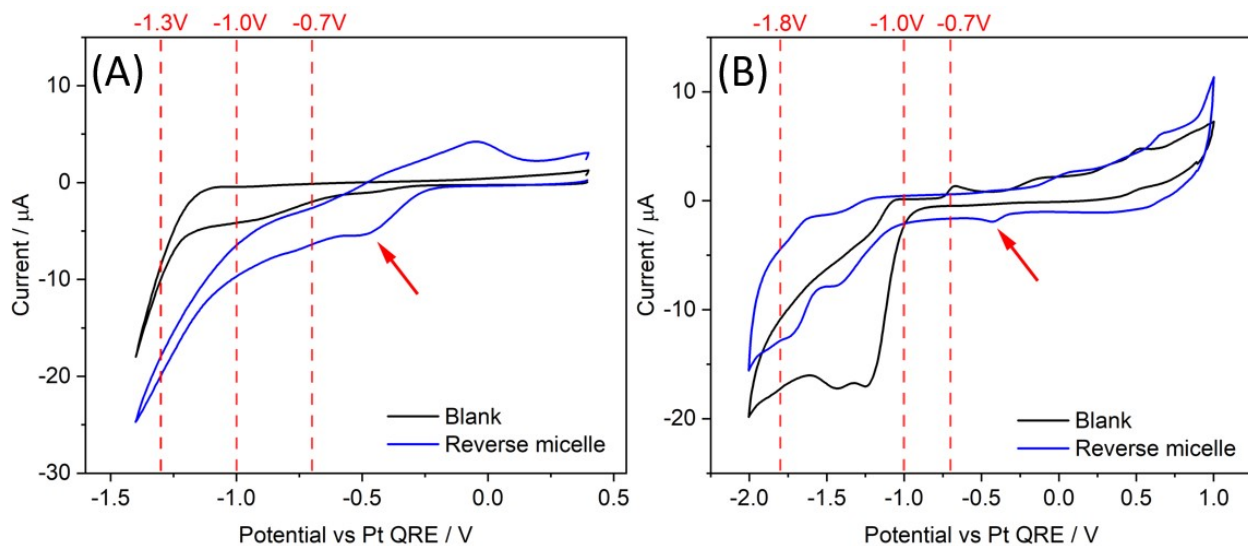 -1.3V -1.0V -0.7V
(A)
10
0
-10
-20
-30
Current / μA
Blank
Reverse micelle
-1.5 -1.0 -0.5 0.0 0.5
Potential vs Pt QRE / V
-1.8V -1.0V -0.7V
(B)
10
0
-10
-20
Current / μA
Blank
Reverse micelle
-2.0 -1.5 -1.0 -0.5 0.0 0.5 1.0
Potential vs Pt QRE / V